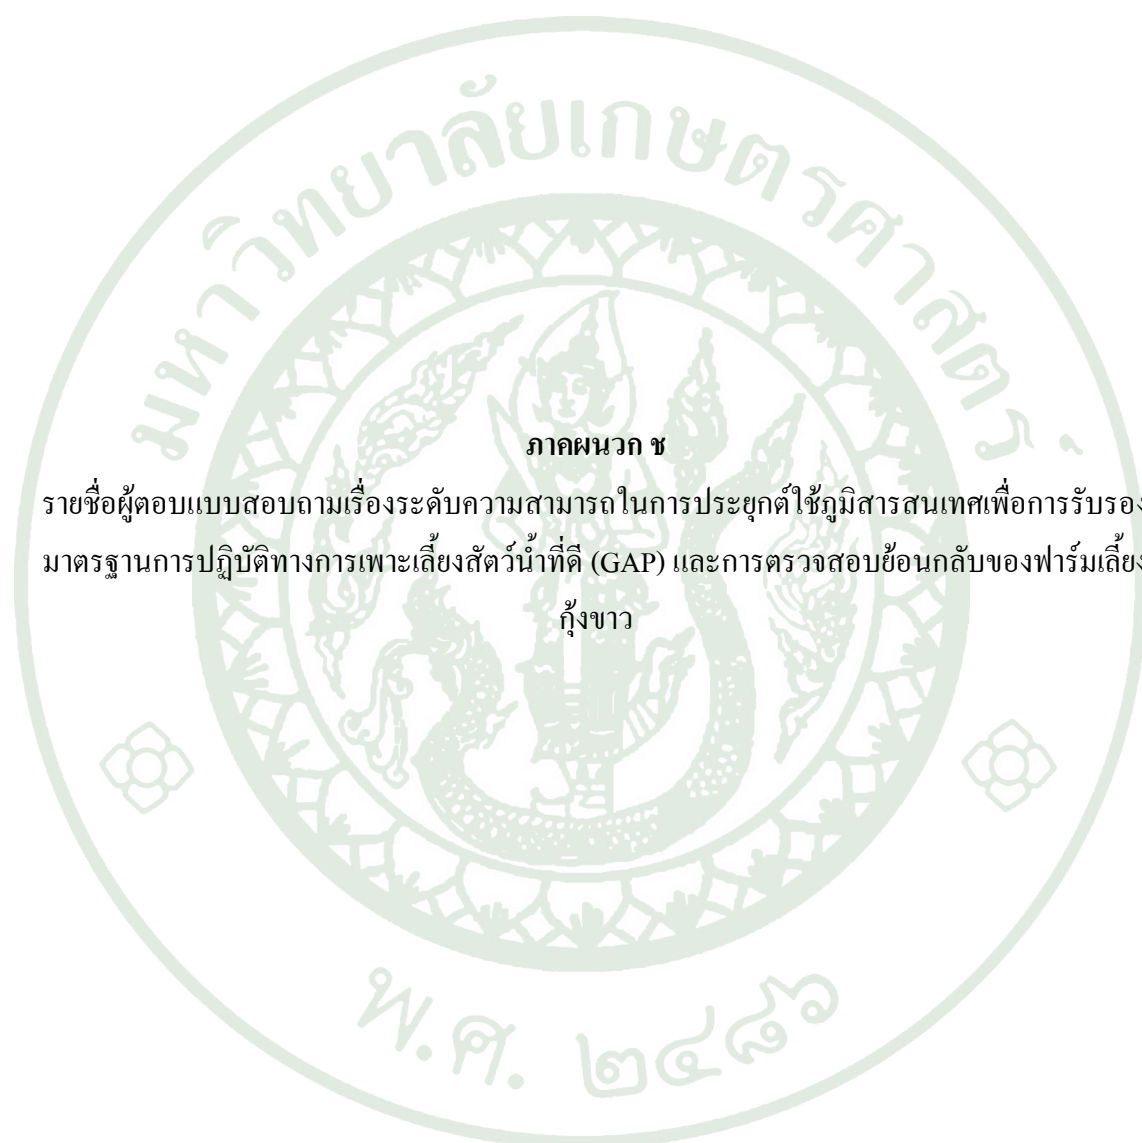 มหาวิทยาลัยเกษตรศาสตร์
ภาคผนวก ช
รายชื่อผู้ตอบแบบสอบถามเรื่องระดับความสามารถในการประยุกต์ใช้ภูมิสารสนเทศเพื่อการรับรอง
มาตรฐานการปฏิบัติทางการเพาะเลี้ยงสัตว์น้ำที่ดี (GAP) และการตรวจสอบย้อนกลับของฟาร์มเลี้ยง
กุ้งขาว
พ.ศ. ๒๔๘๖